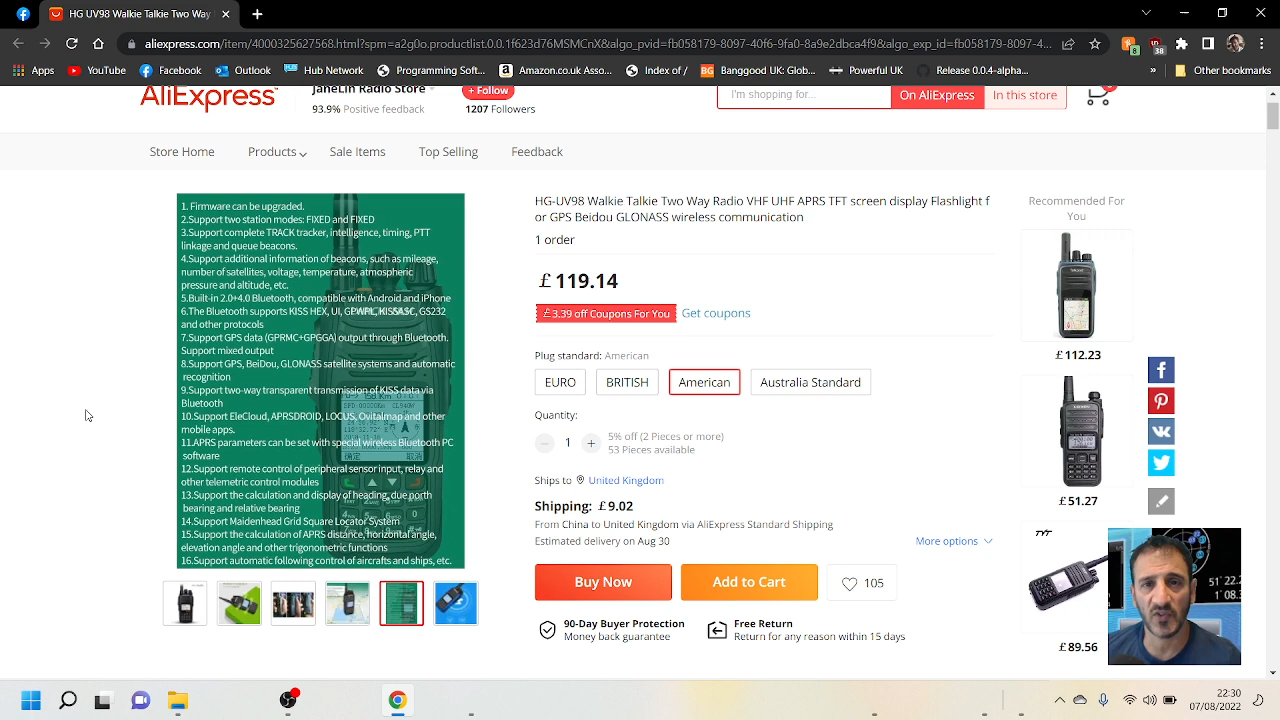 HG UV98 Walkie Talkie Two Way
aliexpress.com/item/4000325627568.html?spm=a2g0o.productlist.0.0.1f623d76MSMCnX&algo_pvid=fb058179-8097-40f6-9fa0-8a9e2dbca4f9&algo_exp_id=fb058179-8097-4...
8
38
Apps YouTube Facebook Outlook Hub Network Programming Soft... Amazon.co.uk Asso... Index of / Banggood For Glob... Powerful UK Release 0.4.0-alpha... » Other bookmarks
AliExpress
JaneLin Radio Store
93.9% Positive feedback
+ Follow
1207 Followers
I'm shopping for...
On AliExpress
In this store
Store Home Products Sale Items Top Selling Feedback
1. Firmware can be upgraded.
2.Support two station modes: FIXED and FIXED
3.Support complete TRACK tracker, intelligence, timing, PTT
linkage and queue beacons.
4.Support additional information of beacons, such as mileage,
number of satellites, voltage, temperature, atmospheric
pressure and altitude, etc.
5.Built-in 2.0+4.0 Bluetooth, compatible with Android and iPhone
6.The Bluetooth supports KISS HEX, UI, GPWPL, KISSASC, GS232
and other protocols
7.Support GPS data (GPRMC+GPGGA) output through Bluetooth.
Support mixed output
8.Support GPS, BeiDou, GLONASS satellite systems and automatic
recognition
9.Support two-way transparent transmission of KISS data via
Bluetooth
10.Support EleCloud, APRSDROID, LOCUS, Ovitalmap and other
mobile apps.
11.APRS parameters can be set with special wireless Bluetooth PC
software
12.Support remote control of peripheral sensor input, relay and
other telemetric control modules
13.Support the calculation and display of heading, due north
bearing and relative bearing
14.Support Maidenhead Grid Square Locator System
15.Support the calculation of APRS distance, horizontal angle,
elevation angle and other trigonometric functions
16.Support automatic following control of aircrafts and ships, etc.
HG-UV98 Walkie Talkie Two Way Radio VHF UHF APRS TFT screen display Flashlight f
or GPS Beidou GLONASS wireless communication
1 order
£119.14
£3.39 off Coupons For You
Get coupons
Plug standard: American
EURO BRITISH American Australia Standard
Quantity:
1
5% off (2 Pieces or more)
53 Pieces available
Ships to United Kingdom
Shipping: £9.02
From China to United Kingdom via AliExpress Standard Shipping
Estimated delivery on Aug 30
More options
Buy Now
Add to Cart
105
90-Day Buyer Protection
Money back guarantee
Free Return
Return for any reason within 15 days
Recommended For
You
£112.23
£51.27
£89.56
51° 22.
1° 08.
22:30
07/08/2022